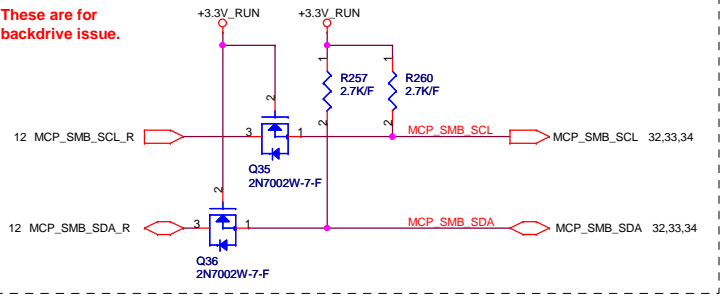 These are for
backdrive issue.
+3.3V_RUN
+3.3V_RUN
1
1
R257
2.7K/F
R260
2.7K/F
2
2
2
12 MCP_SMB_SCL_R
3
1
MCP_SMB_SCL
MCP_SMB_SCL 32,33,34
Q35
2N7002W-7-F
2
12 MCP_SMB_SDA_R
3
1
MCP_SMB_SDA
MCP_SMB_SDA 32,33,34
Q36
2N7002W-7-F